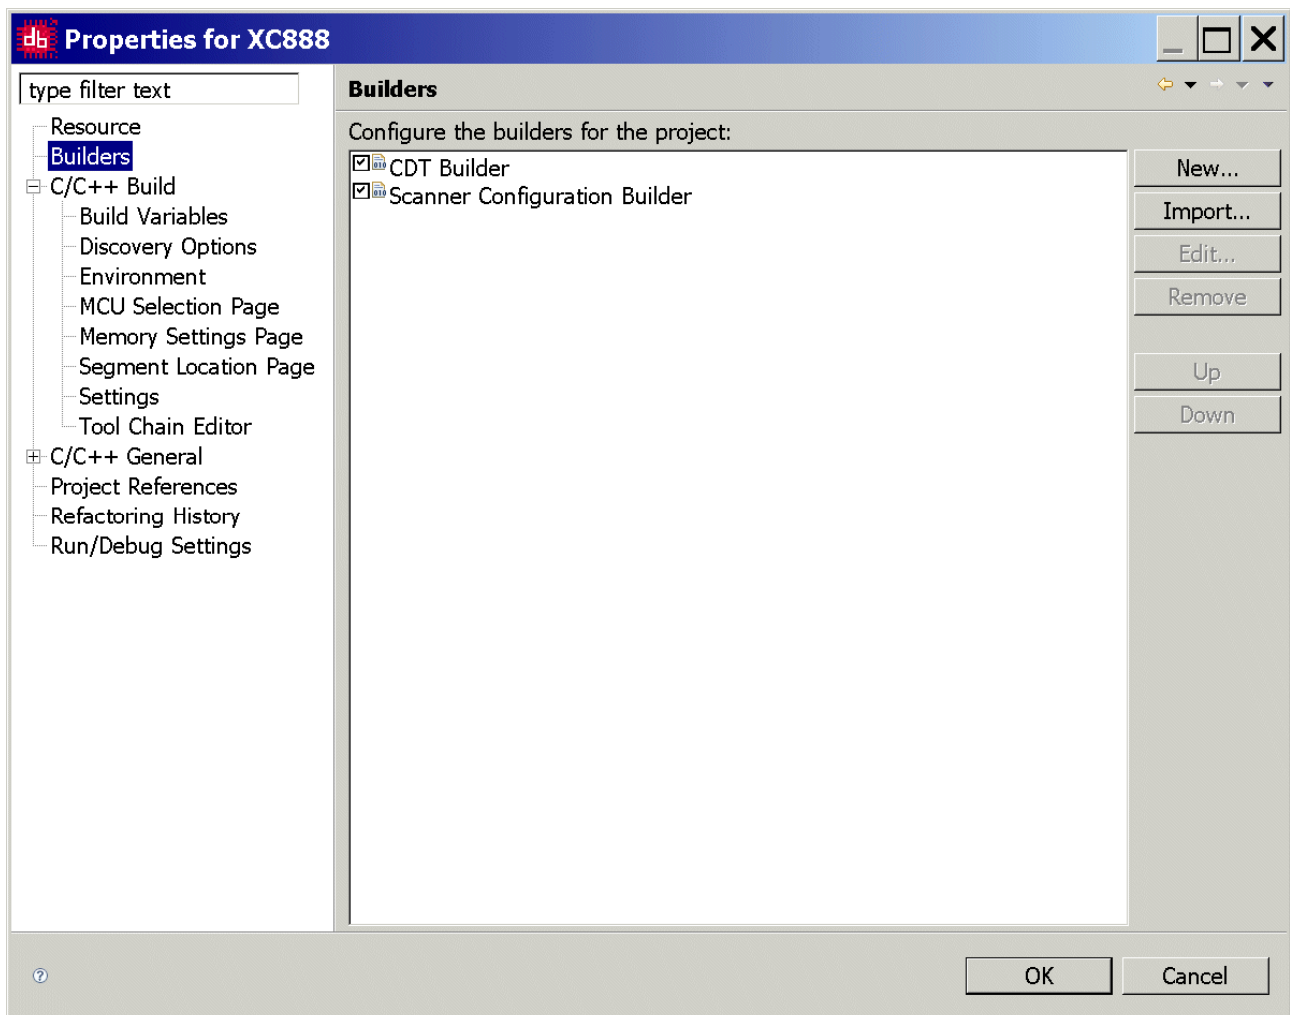 db Properties for XC888
type filter text
Resource
Builders
C/C++ Build
Build Variables
Discovery Options
Environment
MCU Selection Page
Memory Settings Page
Segment Location Page
Settings
Tool Chain Editor
C/C++ General
Project References
Refactoring History
Run/Debug Settings
Builders
Configure the builders for the project:
CDT Builder
Scanner Configuration Builder
New...
Import...
Edit...
Remove
Up
Down
?
OK
Cancel